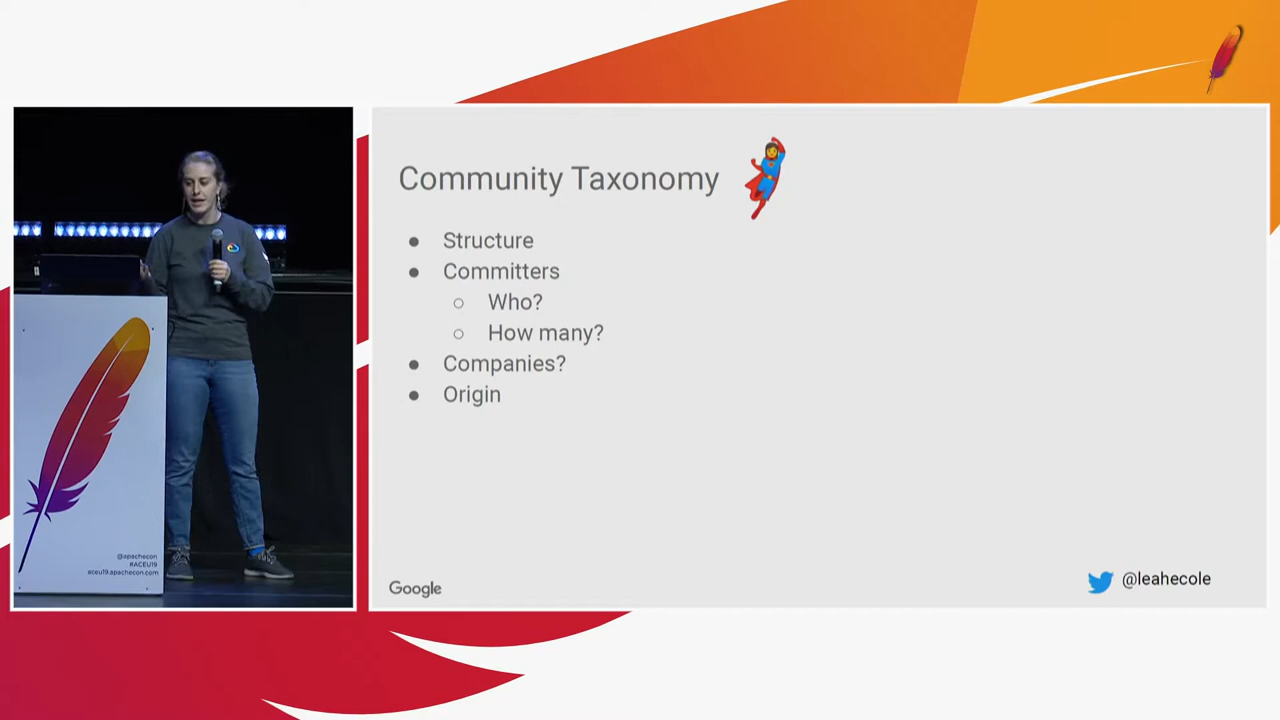 Community Taxonomy
● Structure
● Committers
○ Who?
○ How many?
● Companies?
● Origin
Google
@leahecole
@apachecon
#ACEU19
aceu19.apachecon.com